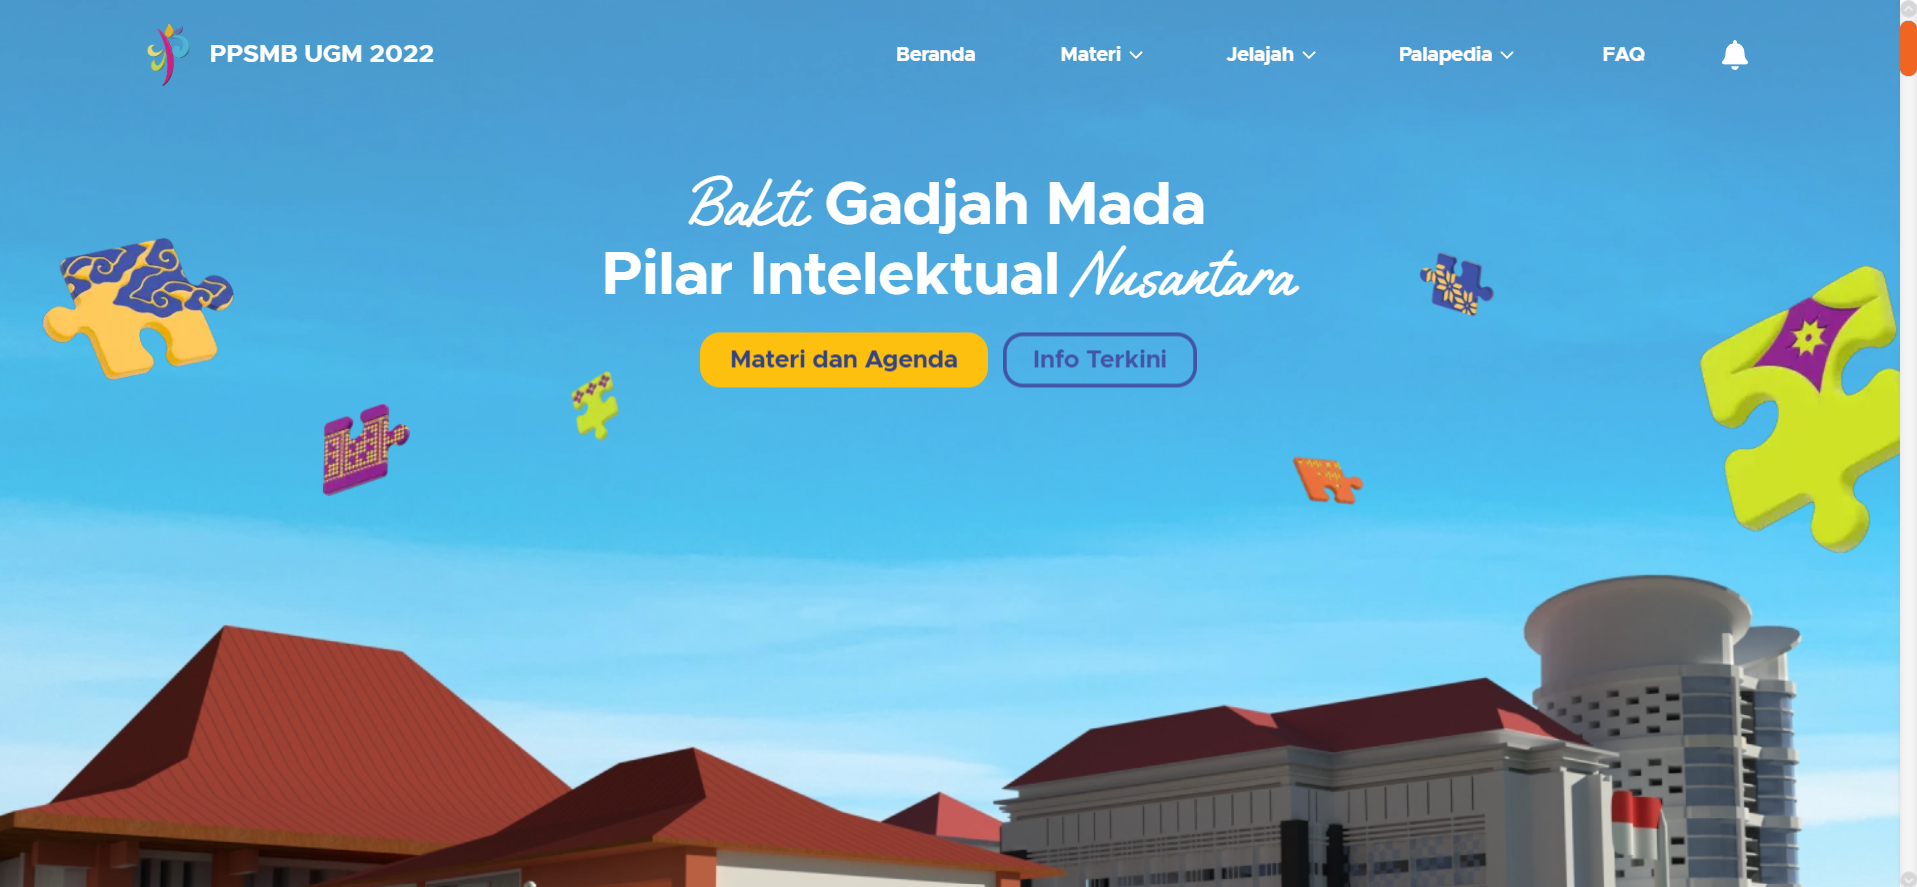 PPSMB UGM 2022
Beranda
Materi
Jelajah
Palapedia
FAQ
Bakti Gadjah Mada
Pilar Intelektual Nusantara
Materi dan Agenda
Info Terkini